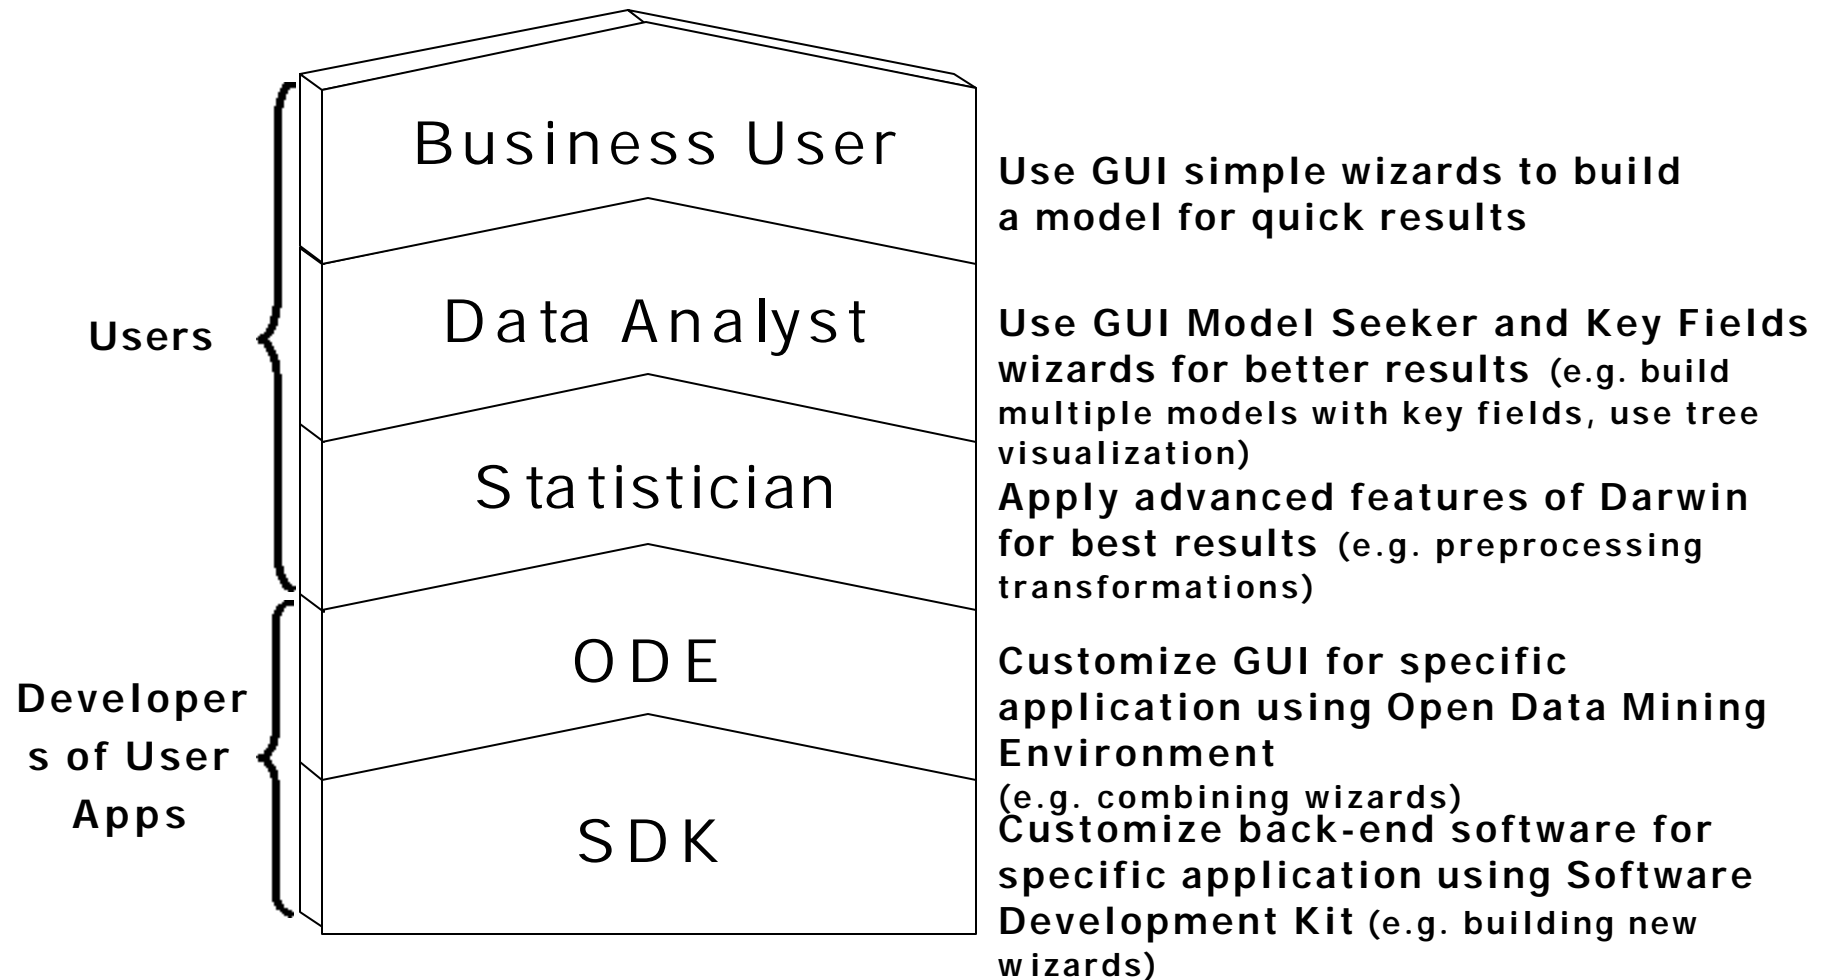 Business User
Use GUI simple wizards to build
a model for quick results
Users
Data Analyst
Use GUI Model Seeker and Key Fields
wizards for better results (e.g. build
multiple models with key fields, use tree
visualization)
Statistician
Apply advanced features of Darwin
for best results (e.g. preprocessing
transformations)
Developer
s of User
Apps
ODE
Customize GUI for specific
application using Open Data Mining
Environment
(e.g. combining wizards)
SDK
Customize back-end software for
specific application using Software
Development Kit (e.g. building new
wizards)